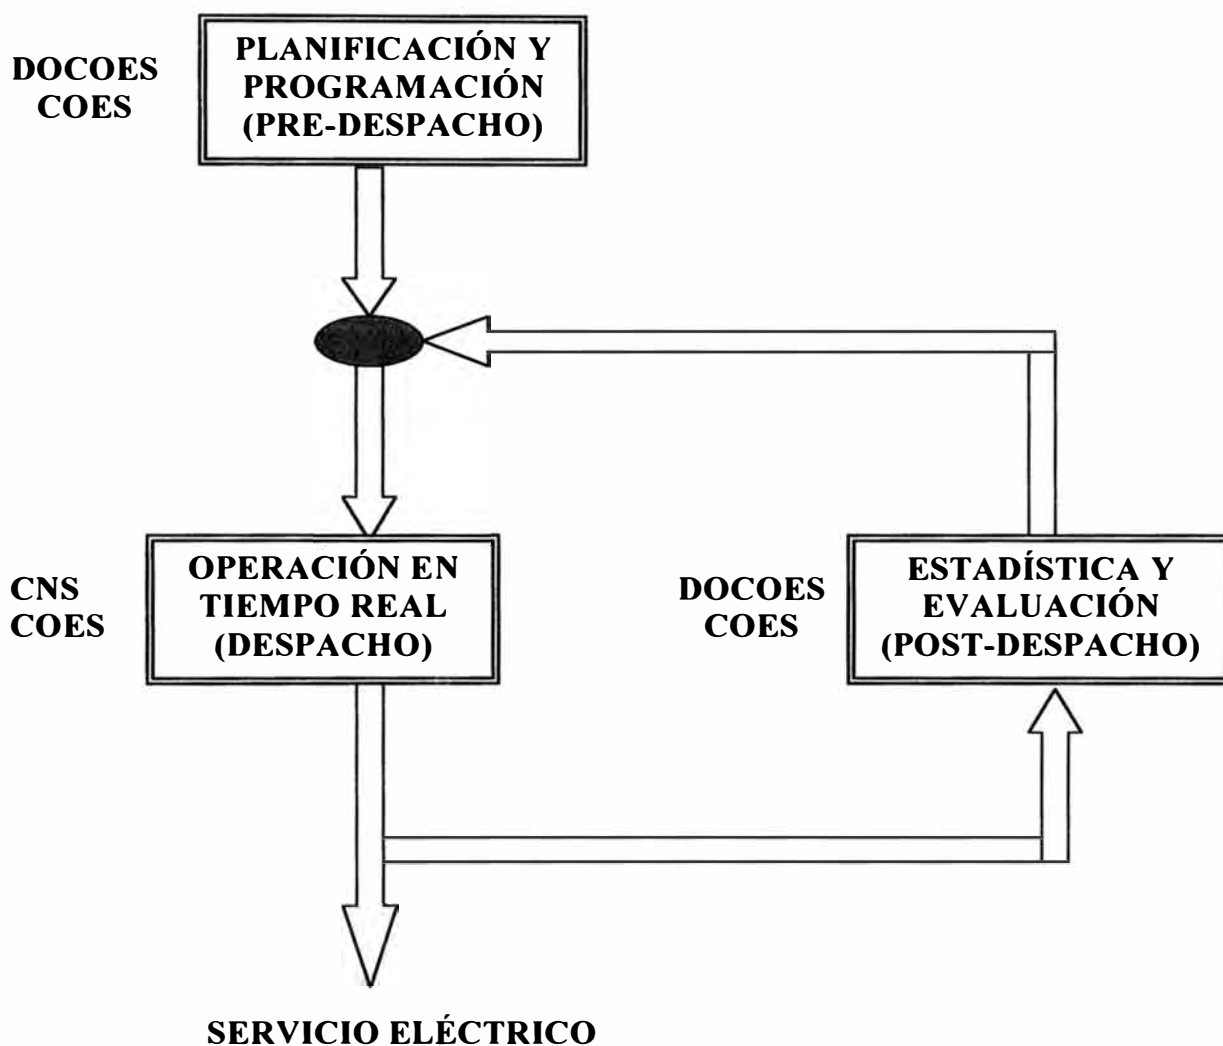 DOCOES
COES
PLANIFICACIÓN Y
PROGRAMACIÓN
(PRE-DESPACHO)
CNS
COES
OPERACIÓN EN
TIEMPO REAL
(DESPACHO)
DOCOES
COES
ESTADÍSTICA Y
EVALUACIÓN
(POST-DESPACHO)
SERVICIO ELÉCTRICO